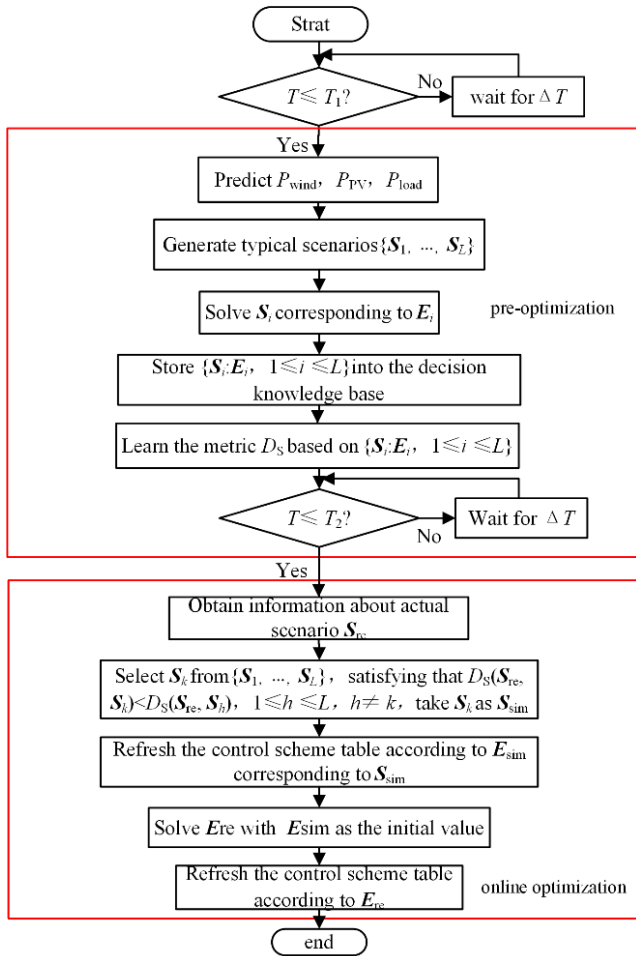 Strat
T≤ T1?
No
wait for Δ T
Yes
Predict Pwind, PPV, Pload
Generate typical scenarios{S1, …, SL}
Solve Si corresponding to Ei
pre-optimization
Store {Si:Ei, 1≤i ≤L}into the decision
knowledge base
Learn the metric DS based on {Si:Ei, 1≤i ≤L}
T≤ T2?
No
Wait for Δ T
Yes
Obtain information about actual
scenario Sre
Select Sk from{S1, …, SL}, satisfying that DS(Sre,
Sk)<DS(Sre, Sh), 1≤h ≤L, h≠ k, take Sk as Ssim
Refresh the control scheme table according to Esim
corresponding to Ssim
Solve Ere with Esim as the initial value
Refresh the control scheme table
according to Ere
online optimization
end